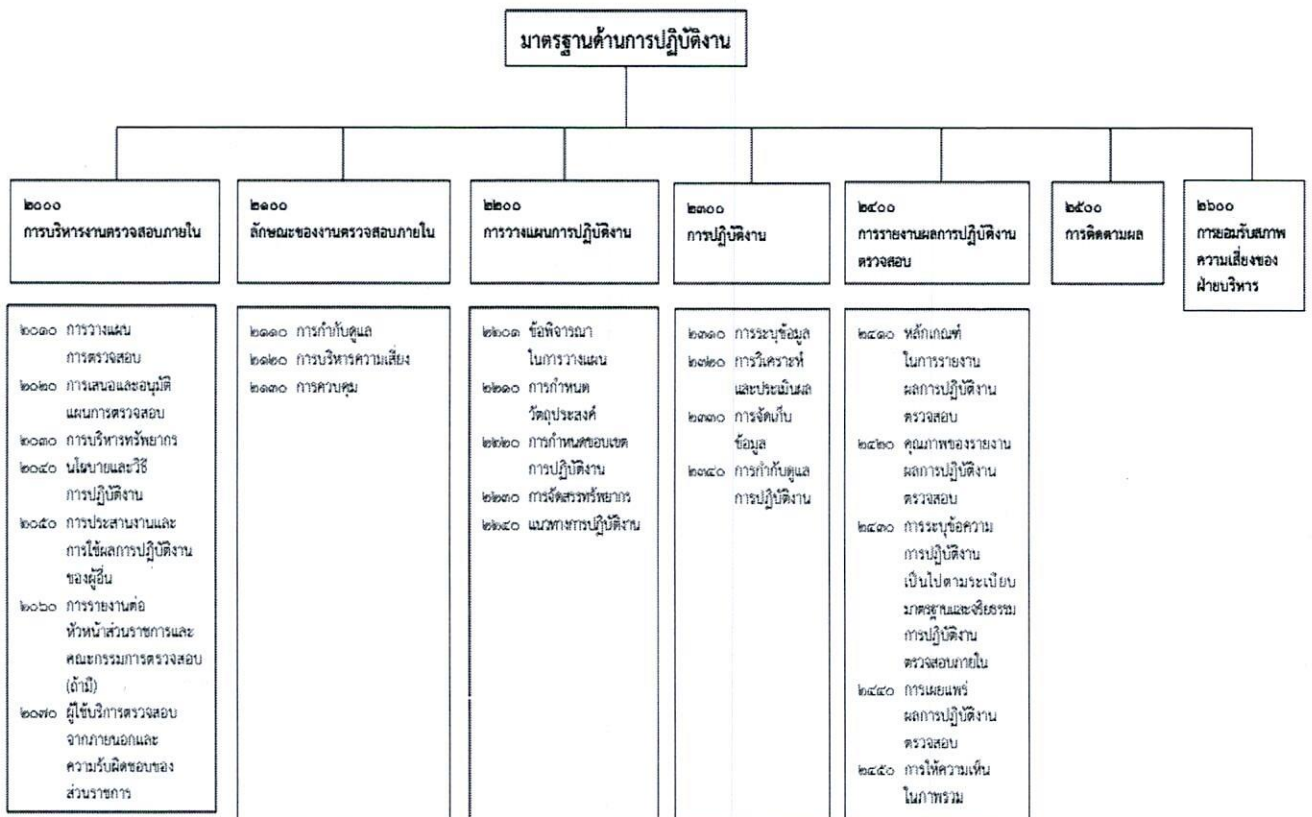 มาตรฐานด้านการปฏิบัติงาน
๒๐๐๐
การบริหารงานตรวจสอบภายใน
๒๑๐๐
ลักษณะของงานตรวจสอบภายใน
๒๒๐๐
การวางแผนการปฏิบัติงาน
๒๓๐๐
การปฏิบัติงาน
๒๔๐๐
การรายงานผลการปฏิบัติงาน
ตรวจสอบ
๒๕๐๐
การติดตามผล
๒๖๐๐
การยอมรับสภาพ
ความเสี่ยงของ
ฝ่ายบริหาร
๒๐๑๐ การวางแผน
การตรวจสอบ
๒๐๒๐ การเสนอและอนุมัติ
แผนการตรวจสอบ
๒๐๓๐ การบริหารทรัพยากร
๒๐๔๐ นโยบายและวิธี
การปฏิบัติงาน
๒๐๕๐ การประสานงานและ
การใช้ผลการปฏิบัติงาน
ของผู้อื่น
๒๐๖๐ การรายงานต่อ
หัวหน้าส่วนราชการและ
คณะกรรมการตรวจสอบ
(ถ้ามี)
๒๐๗๐ ผู้ใช้บริการตรวจสอบ
จากภายนอกและ
ความรับผิดชอบของ
ส่วนราชการ
๒๑๑๐ การกำกับดูแล
๒๑๒๐ การบริหารความเสี่ยง
๒๑๓๐ การควบคุม
๒๒๐๑ ข้อพิจารณา
ในการวางแผน
๒๒๑๐ การกำหนด
วัตถุประสงค์
๒๒๒๐ การกำหนดขอบเขต
การปฏิบัติงาน
๒๒๓๐ การจัดสรรทรัพยากร
๒๒๔๐ แนวทางการปฏิบัติงาน
๒๓๑๐ การระบุข้อมูล
๒๓๒๐ การวิเคราะห์
และประเมินผล
๒๓๓๐ การจัดเก็บ
ข้อมูล
๒๓๔๐ การกำกับดูแล
การปฏิบัติงาน
๒๔๑๐ หลักเกณฑ์
ในการรายงาน
ผลการปฏิบัติงาน
ตรวจสอบ
๒๔๒๐ คุณภาพของรายงาน
ผลการปฏิบัติงาน
ตรวจสอบ
๒๔๓๐ การระบุข้อความ
การปฏิบัติงาน
เป็นไปตามระเบียบ
มาตรฐานและจริยธรรม
การปฏิบัติงาน
ตรวจสอบภายใน
๒๔๔๐ การเผยแพร่
ผลการปฏิบัติงาน
ตรวจสอบ
๒๔๕๐ การให้ความเห็น
ในภาพรวม